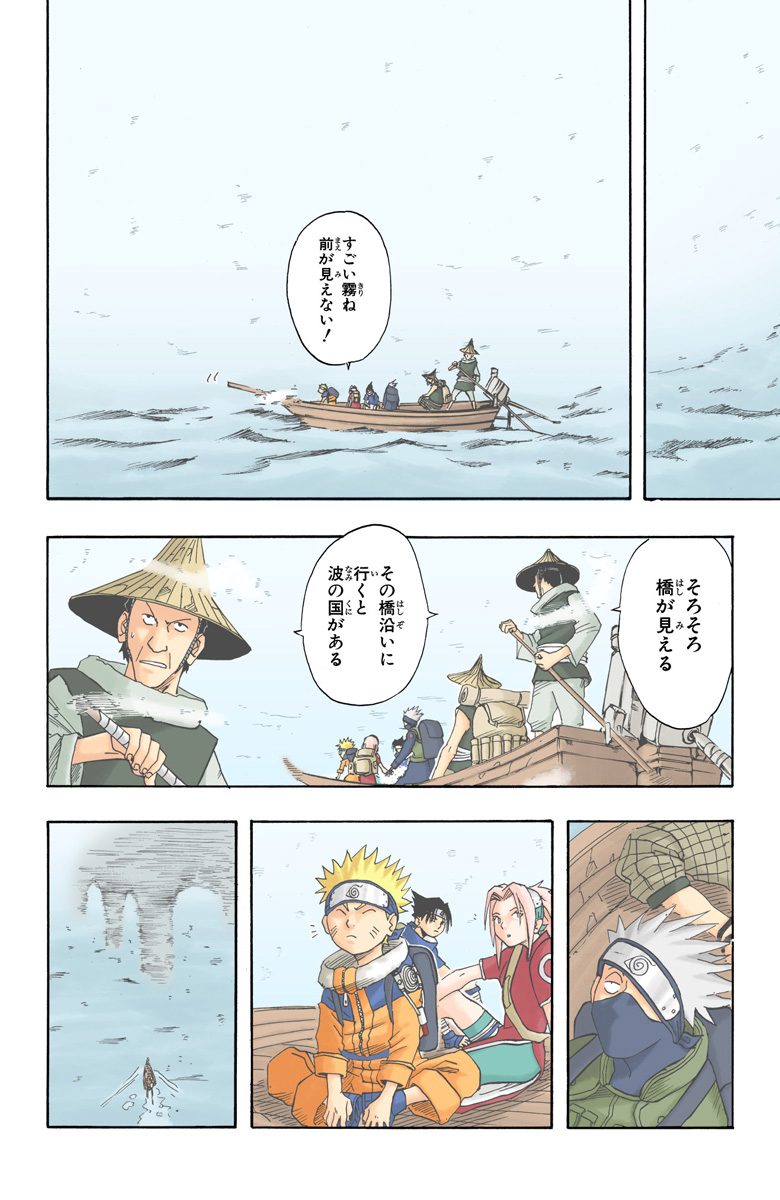 すごい霧ね
前が見えない！
そろそろ
橋が見える
その橋沿いに
行くと
波の国がある